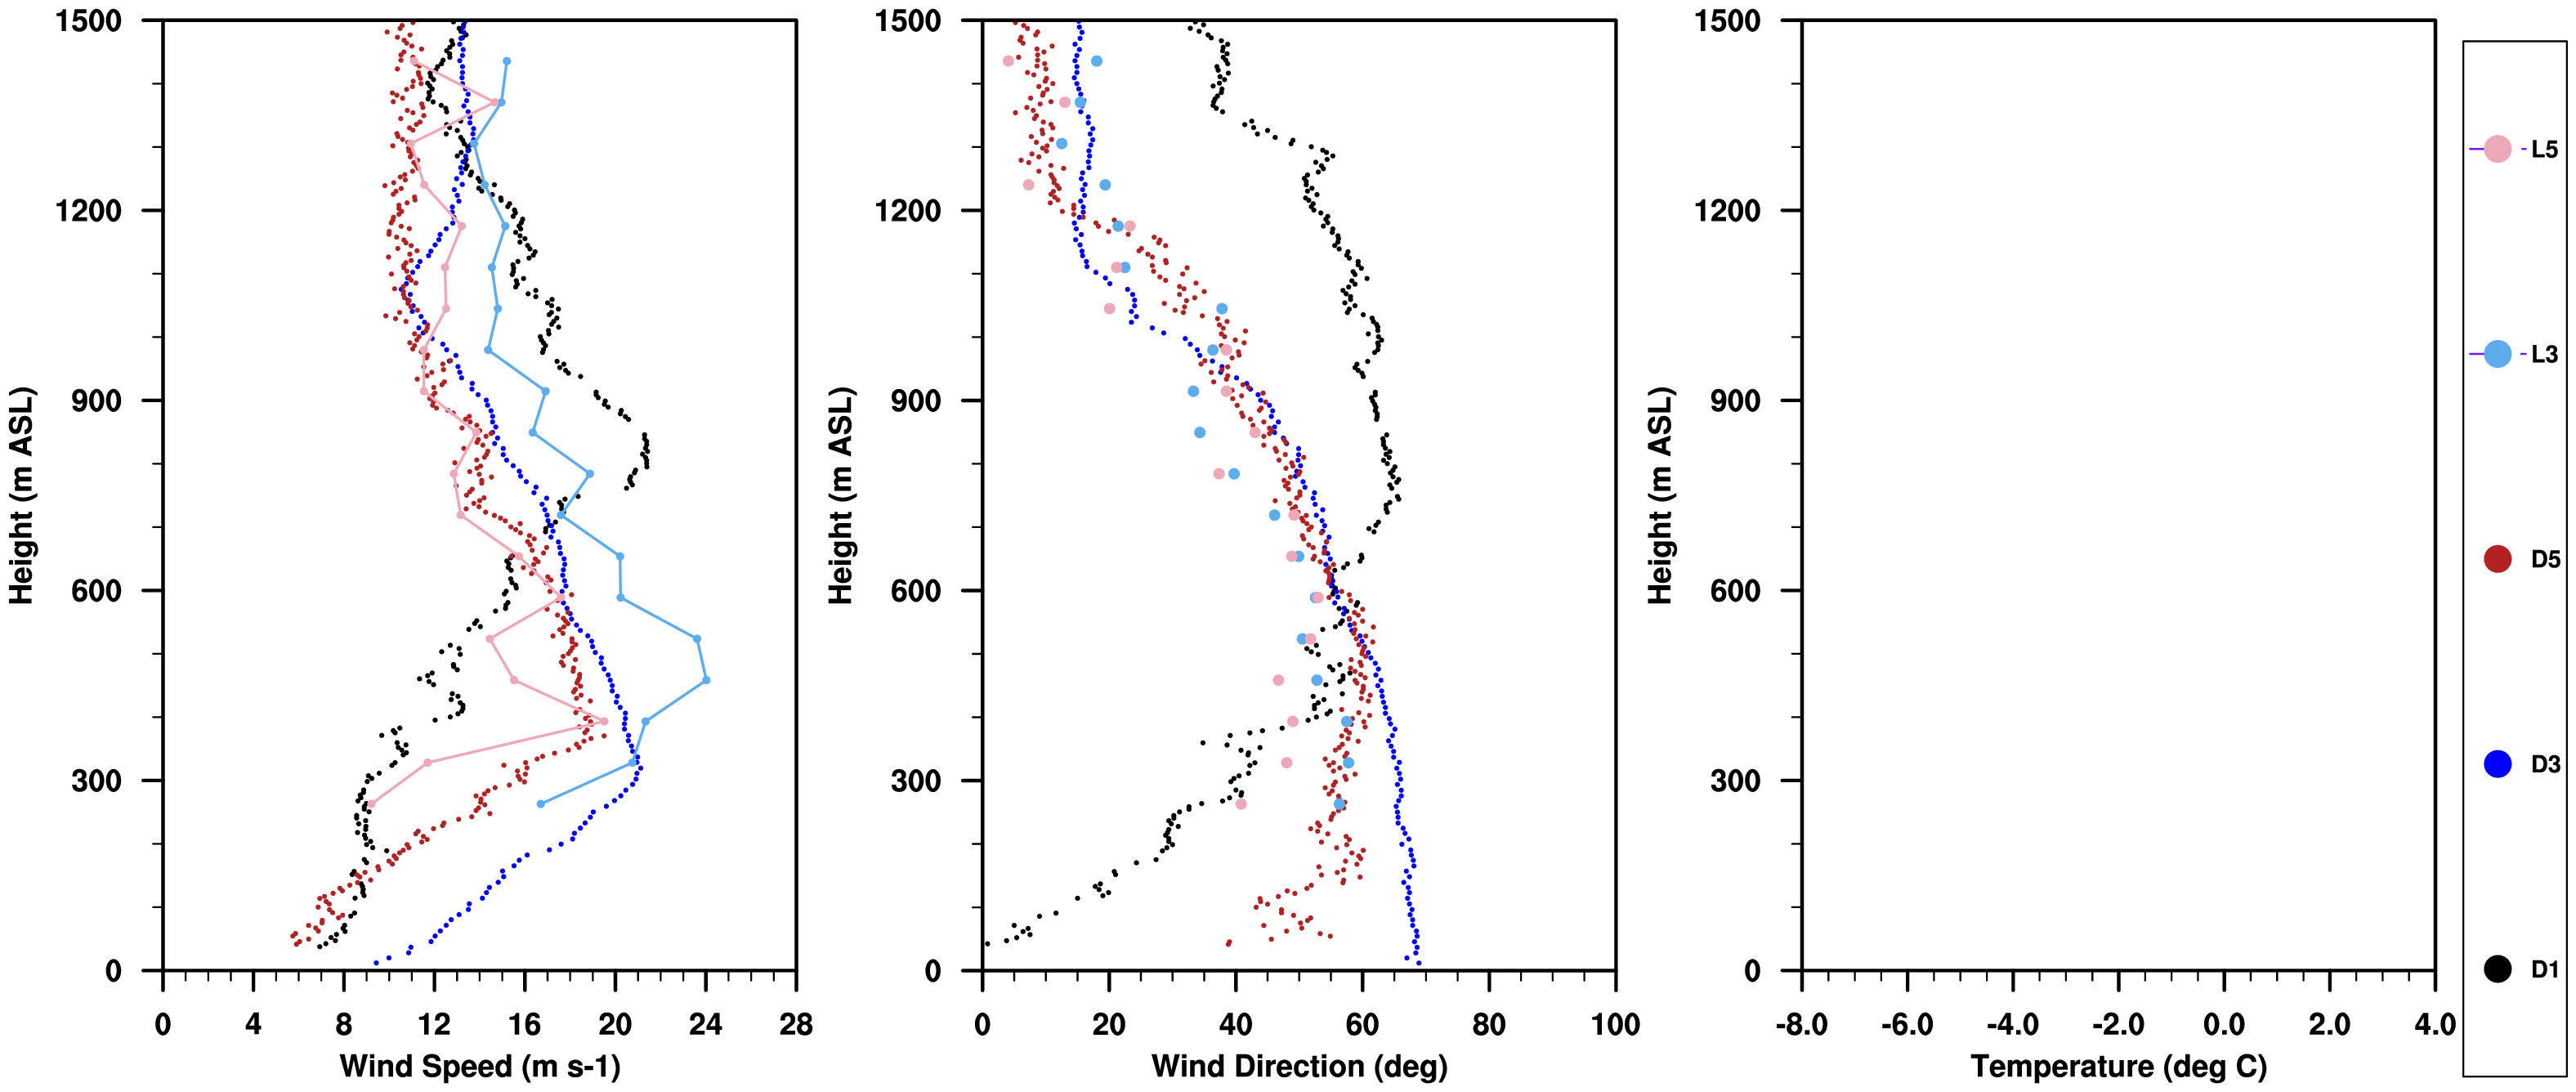 1500
1200
900
600
300
0
0 4 8 12 16 20 24 28
Wind Speed (m s-1)
Height (m ASL)
1500
1200
900
600
300
0
0 20 40 60 80 100
Wind Direction (deg)
Height (m ASL)
1500
1200
900
600
300
0
-8.0 -6.0 -4.0 -2.0 0.0 2.0 4.0
Temperature (deg C)
Height (m ASL)
L5
L3
D5
D3
D1